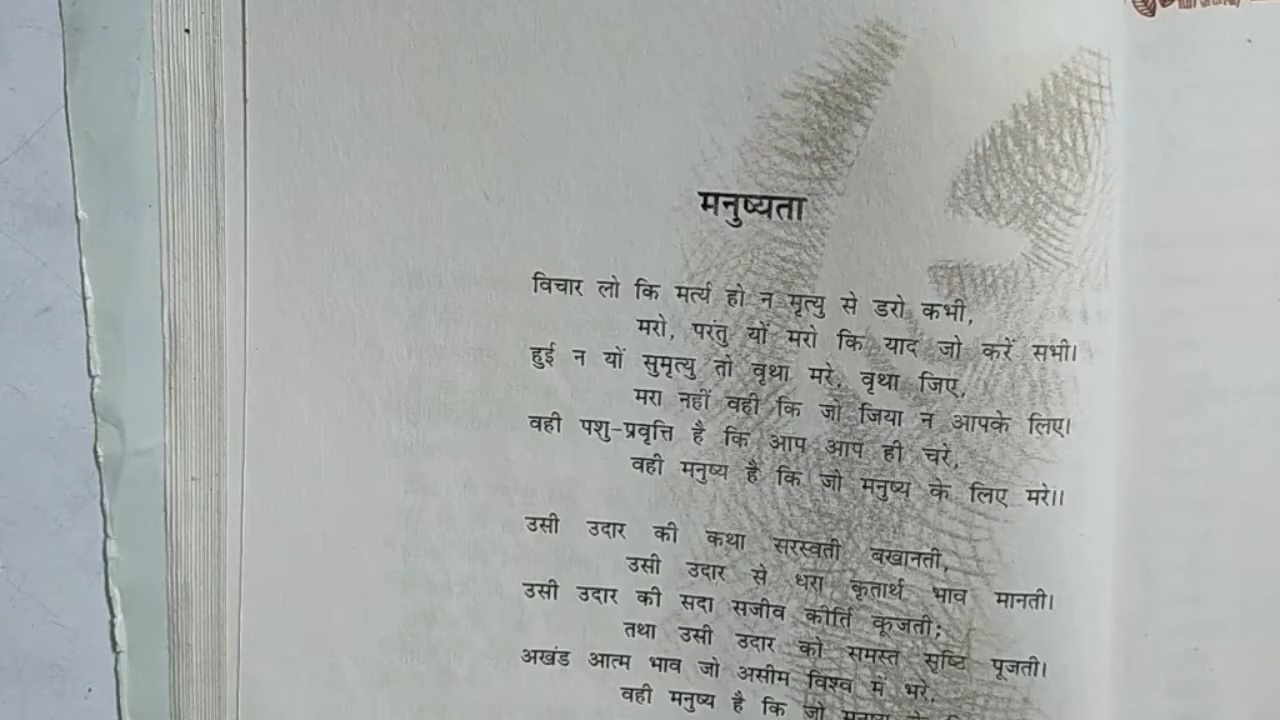 मनुष्यता
विचार लो कि मर्त्य हो न मृत्यु से डरो कभी,
मरो, परंतु यों मरो कि याद जो करें सभी।
हुई न यों सुमृत्यु तो वृथा मरे, वृथा जिए,
मरा नहीं वही कि जो जिया न आपके लिए।
वही पशु-प्रवृत्ति है कि आप आप ही चरे,
वही मनुष्य है कि जो मनुष्य के लिए मरे।।
उसी उदार की कथा सरस्वती बखानती,
उसी उदार से धरा कृतार्थ भाव मानती।
उसी उदार की सदा सजीव कीर्ति कूजती;
तथा उसी उदार को समस्त सृष्टि पूजती।
अखंड आत्म भाव जो असीम विश्व में भरे,
वही मनुष्य है कि जो